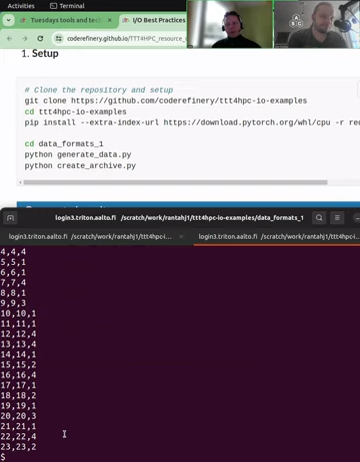 Activities
Terminal
Tuesdays tools and tech
I/O Best Practices
coderefinery.github.io/TTT4HPC_resource_
1. Setup
# Clone the repository and setup
git clone https://github.com/coderefinery/ttt4hpc-io-examples
cd ttt4hpc-io-examples
pip install --extra-index-url https://download.pytorch.org/whl/cpu -r req
cd data_formats_1
python generate_data.py
python create_archive.py
login3.triton.aalto.fi /scratch/work/rantahj1/ttt4hpc-io-examples/data_formats_1
login3.triton.aalto.fi /scratch/work/rantahj1/ttt4hpc-i...
login3.triton.aalto.fi /scratch/work/rantahj1/ttt4hpc-i...
4,4,4
5,5,1
6,6,1
7,7,4
8,8,1
9,9,3
10,10,1
11,11,1
12,12,4
13,13,4
14,14,1
15,15,2
16,16,4
17,17,1
18,18,2
19,19,1
20,20,3
21,21,1
22,22,4
23,23,2
$